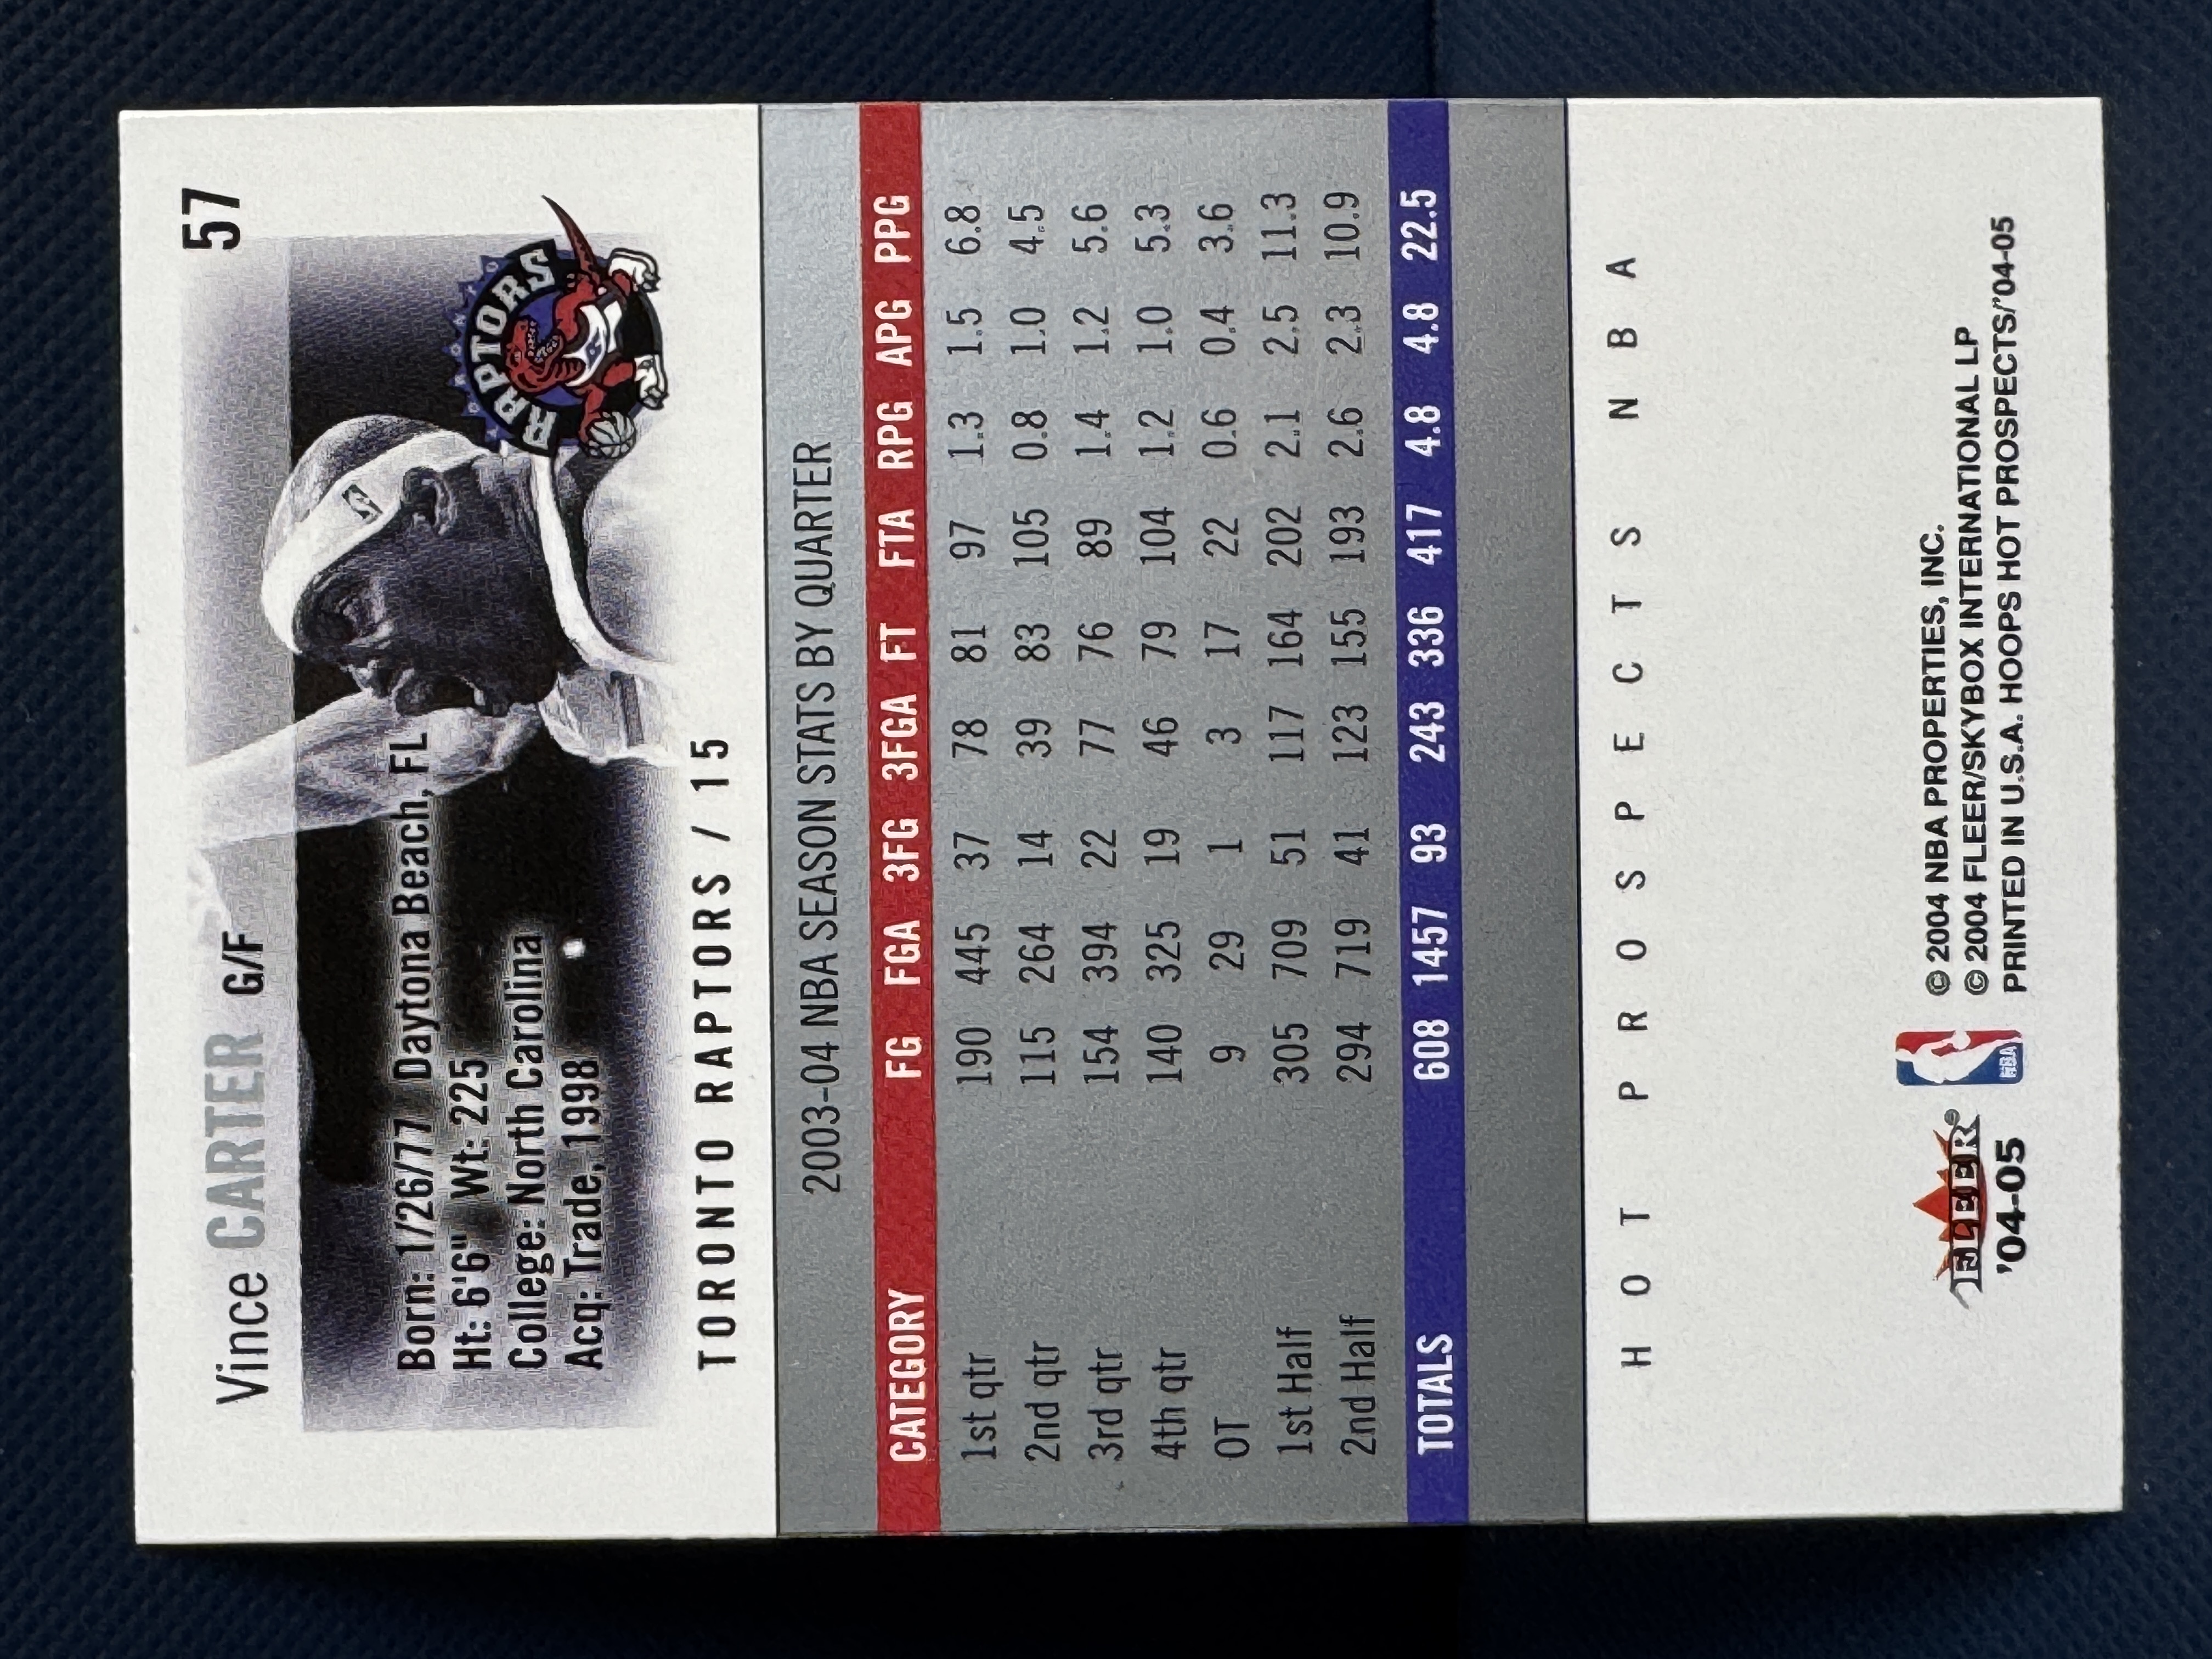 57
Vince CARTER G/F
RAPTORS
Born: 1/26/77 Daytona Beach, FL
Ht: 6'6" Wt: 225
College: North Carolina
Acq: Trade, 1998
TORONTO RAPTORS / 15
2003-04 NBA SEASON STATS BY QUARTER
CATEGORY FG FGA 3FG 3FGA FT FTA RPG APG PPG
1st qtr 190 445 37 78 81 97 1.3 1.5 6.8
2nd qtr 115 264 14 39 83 105 0.8 1.0 4.5
3rd qtr 154 394 22 77 76 89 1.4 1.2 5.6
4th qtr 140 325 19 46 79 104 1.2 1.0 5.3
OT 9 29 1 3 17 22 0.6 0.4 3.6
1st Half 305 709 51 117 164 202 2.1 2.5 11.3
2nd Half 294 719 41 123 155 193 2.6 2.3 10.9
TOTALS 608 1457 93 243 336 417 4.8 4.8 22.5
HOT PROSPECTS NBA
FLEER®
'04-05
NBA
© 2004 NBA PROPERTIES, INC.
© 2004 FLEER/SKYBOX INTERNATIONAL LP
PRINTED IN U.S.A. HOOPS HOT PROSPECTS/'04-05